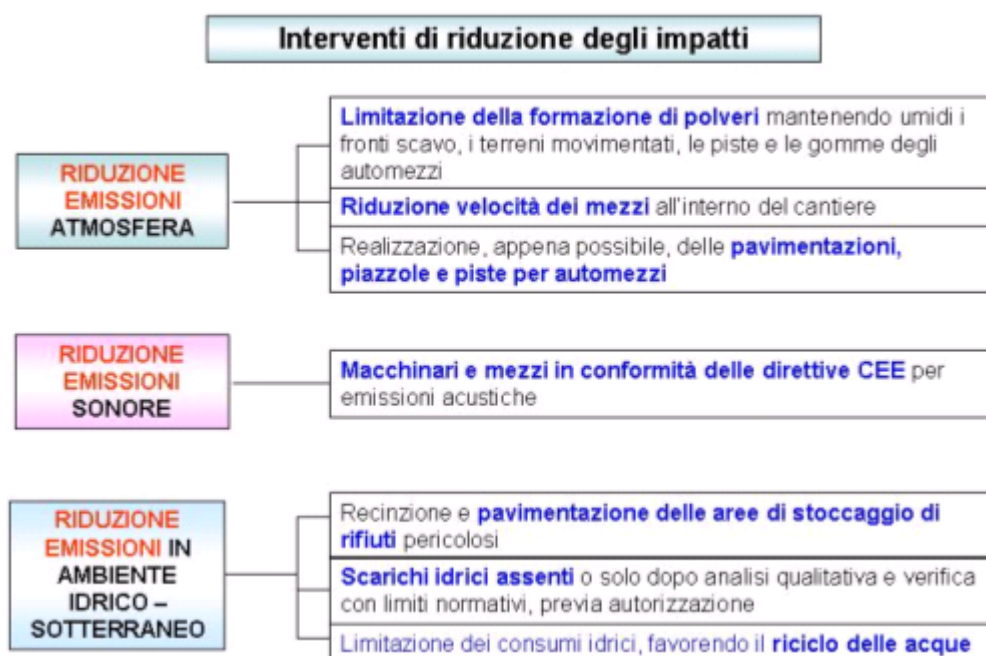 Interventi di riduzione degli impatti
RIDUZIONE
EMISSIONI
ATMOSFERA
Limitazione della formazione di polveri mantenendo umidi i
fronti scavo, i terreni movimentati, le piste e le gomme degli
automezzi
Riduzione velocità dei mezzi all'interno del cantiere
Realizzazione, appena possibile, delle pavimentazioni,
piazzole e piste per automezzi
RIDUZIONE
EMISSIONI
SONORE
Macchinari e mezzi in conformità delle direttive CEE per
emissioni acustiche
RIDUZIONE
EMISSIONI IN
AMBIENTE
IDRICO –
SOTTERRANEO
Recinzione e pavimentazione delle aree di stoccaggio di
rifiuti pericolosi
Scarichi idrici assenti o solo dopo analisi qualitativa e verifica
con limiti normativi, previa autorizzazione
Limitazione dei consumi idrici, favorendo il riciclo delle acque